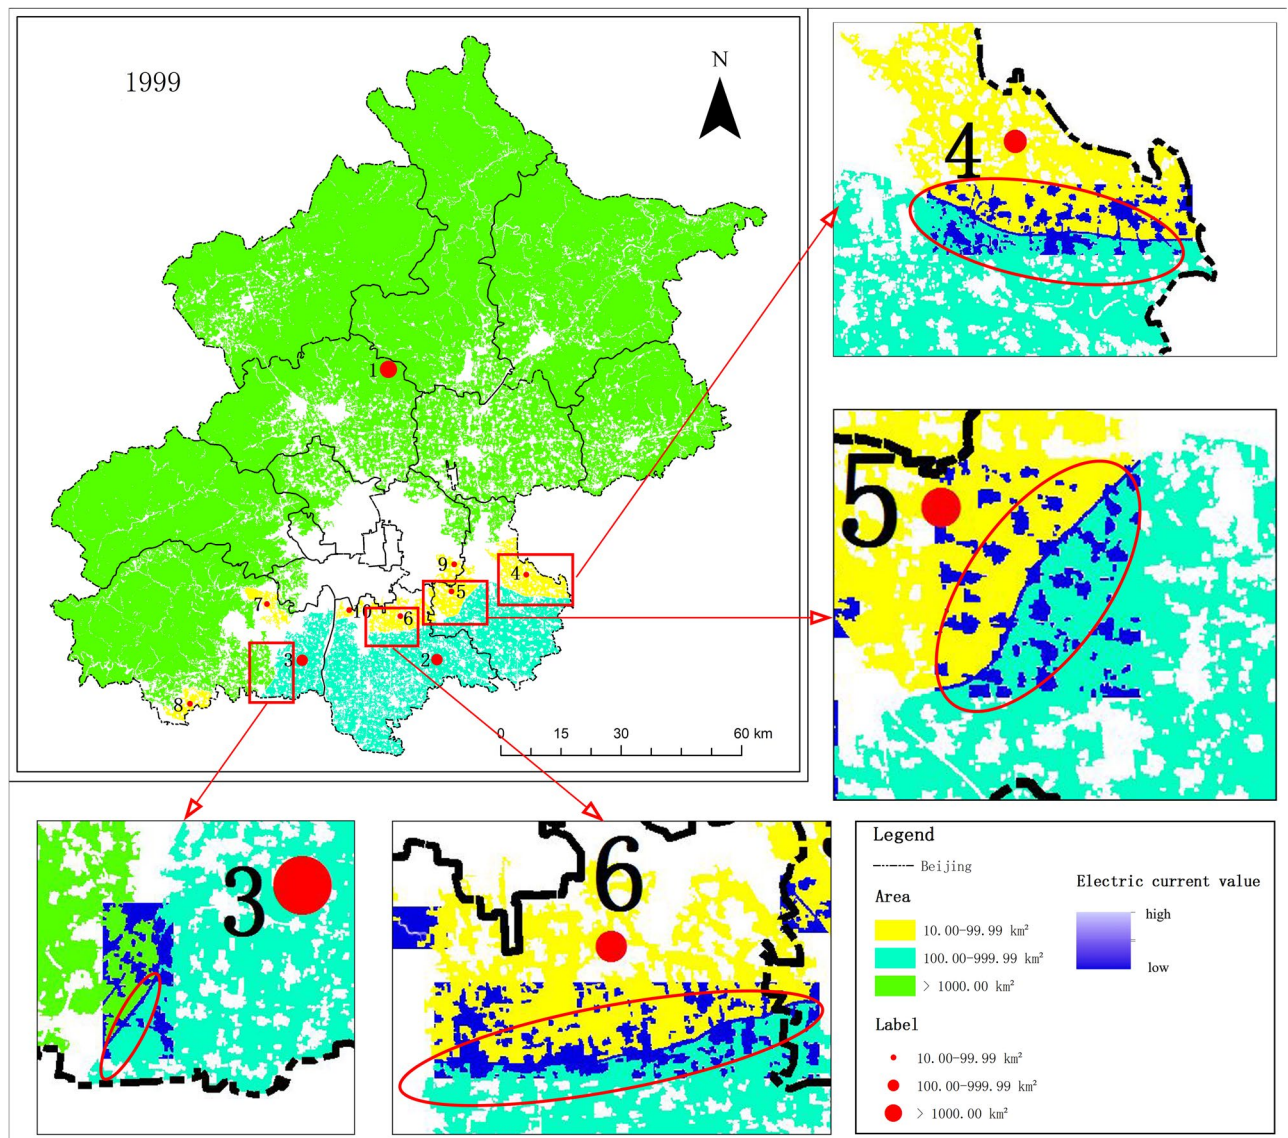 1999
N
1
9
4
5
7
10
6
3
2
8
0 15 30 60 km
4
5
3
6
Legend
Beijing
Area
10.00-99.99 km²
100.00-999.99 km²
> 1000.00 km²
Label
10.00-99.99 km²
100.00-999.99 km²
> 1000.00 km²
Electric current value
high
low